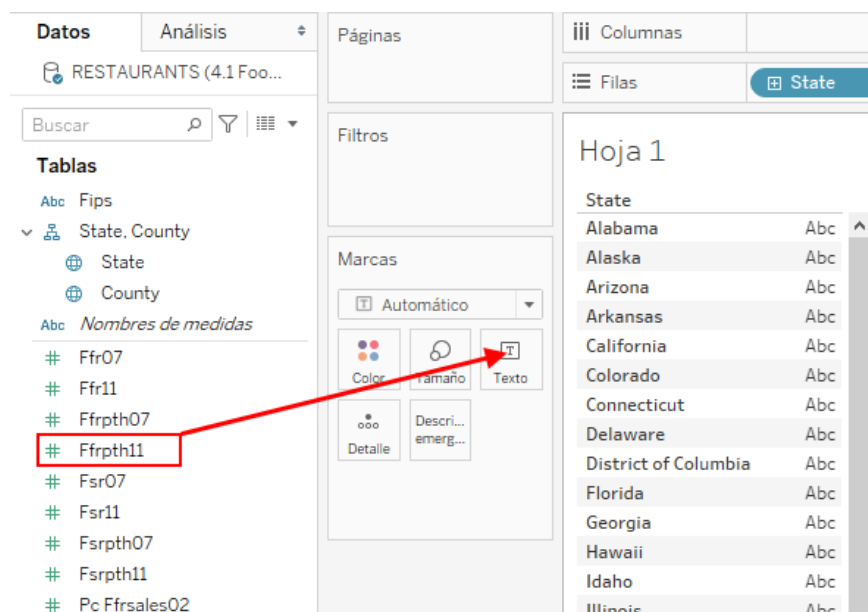 Datos
Análisis
RESTAURANTS (4.1 Foo...
Buscar
Tablas
Abc Fips
State, County
State
County
Abc Nombres de medidas
# Ffr07
# Ffr11
# Ffrpth07
# Ffrpth11
# Fsr07
# Fsr11
# Fsrpth07
# Fsrpth11
# Pc Ffrsales02
Páginas
Filtros
Marcas
T Automático
Color
Tamaño
T
Texto
Detalle
Descri...
emerg...
Columnas
Filas
State
Hoja 1
State
Alabama Abc
Alaska Abc
Arizona Abc
Arkansas Abc
California Abc
Colorado Abc
Connecticut Abc
Delaware Abc
District of Columbia Abc
Florida Abc
Georgia Abc
Hawaii Abc
Idaho Abc
Illinois Abc